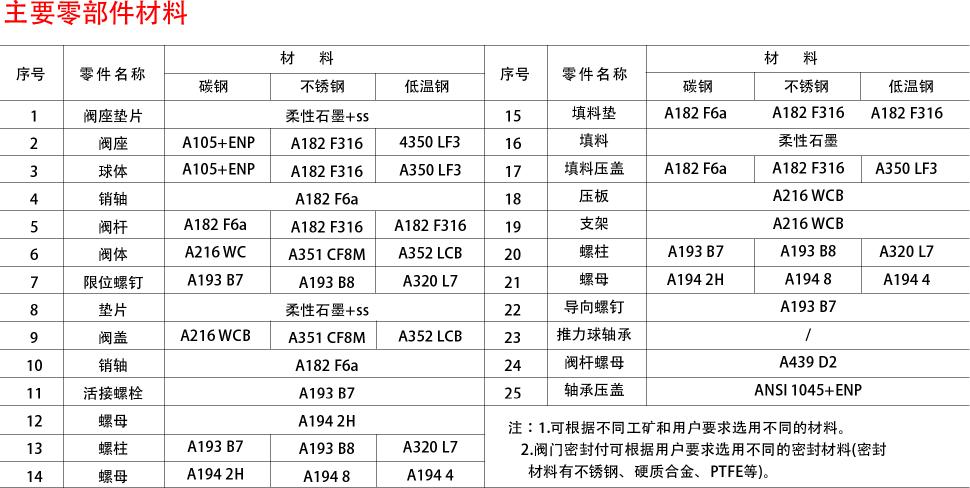 主要零部件材料
序号 零件名称 材 料
碳钢 不锈钢 低温钢
1 阀座垫片 柔性石墨+ss
2 阀座 A105+ENP A182 F316 4350 LF3
3 球体 A105+ENP A182 F316 A350 LF3
4 销轴 A182 F6a
5 阀杆 A182 F6a A182 F316 A182 F316
6 阀体 A216 WC A351 CF8M A352 LCB
7 限位螺钉 A193 B7 A193 B8 A320 L7
8 垫片 柔性石墨+ss
9 阀盖 A216 WCB A351 CF8M A352 LCB
10 销轴 A182 F6a
11 活接螺栓 A193 B7
12 螺母 A194 2H
13 螺柱 A193 B7 A193 B8 A320 L7
14 螺母 A194 2H A194 8 A194 4
序号 零件名称 材 料
碳钢 不锈钢 低温钢
15 填料垫 A182 F6a A182 F316 A182 F316
16 填料 柔性石墨
17 填料压盖 A182 F6a A182 F316 A350 LF3
18 压板 A216 WCB
19 支架 A216 WCB
20 螺柱 A193 B7 A193 B8 A320 L7
21 螺母 A194 2H A194 8 A194 4
22 导向螺钉 A193 B7
23 推力球轴承 /
24 阀杆螺母 A439 D2
25 轴承压盖 ANSI 1045+ENP
注：1.可根据不同工矿和用户要求选用不同的材料。
2.阀门密封付可根据用户要求选用不同的密封材料(密封
材料有不锈钢、硬质合金、PTFE等)。